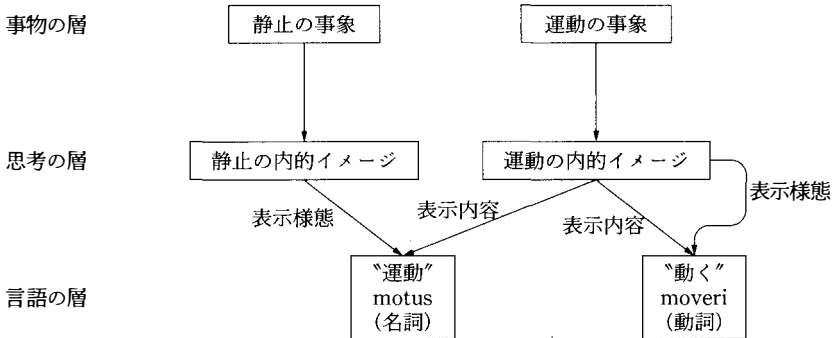 事物の層
静止の事象
運動の事象
思考の層
静止の内的イメージ
運動の内的イメージ
表示様態
表示内容
表示内容
表示様態
言語の層
〝運動″
motus
(名詞)
〝動く″
moveri
(動詞)